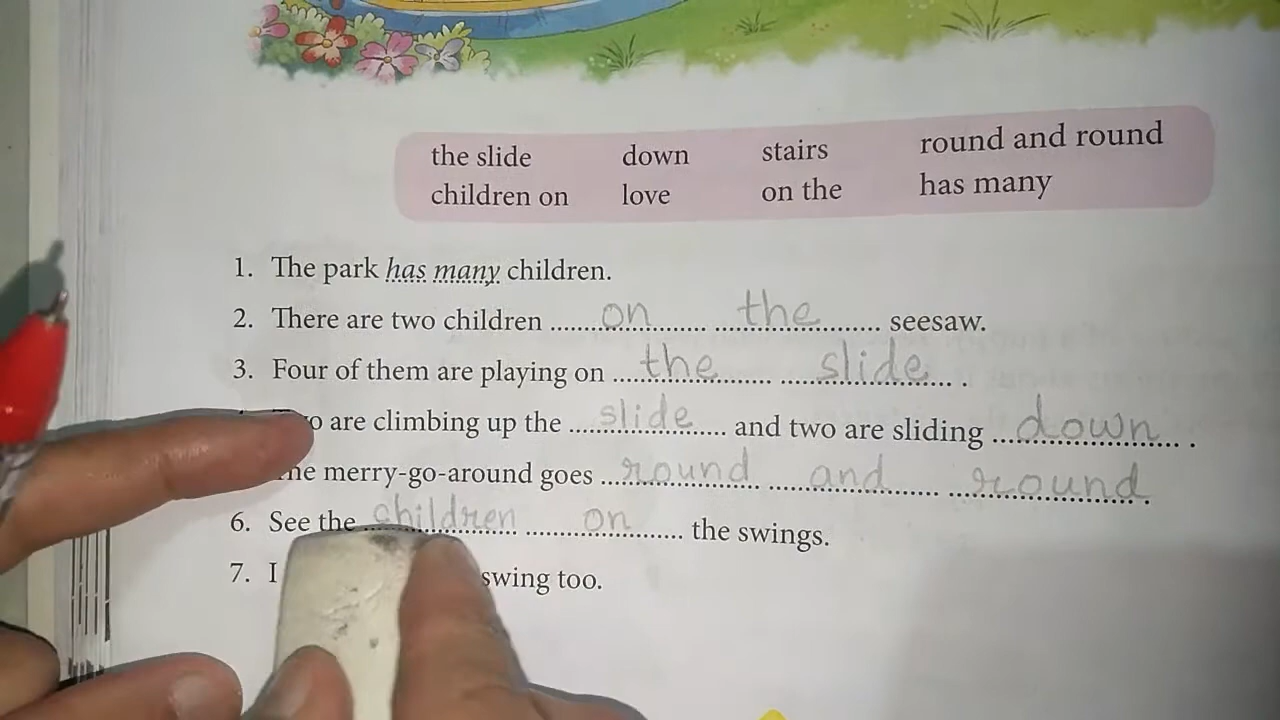 the slide down stairs round and round
children on love on the has many
1. The park has many children.
2. There are two children on the seesaw.
3. Four of them are playing on the slide.
are climbing up the slide and two are sliding down.
merry-go-around goes round and round.
6. See the children on the swings.
7. I swing too.